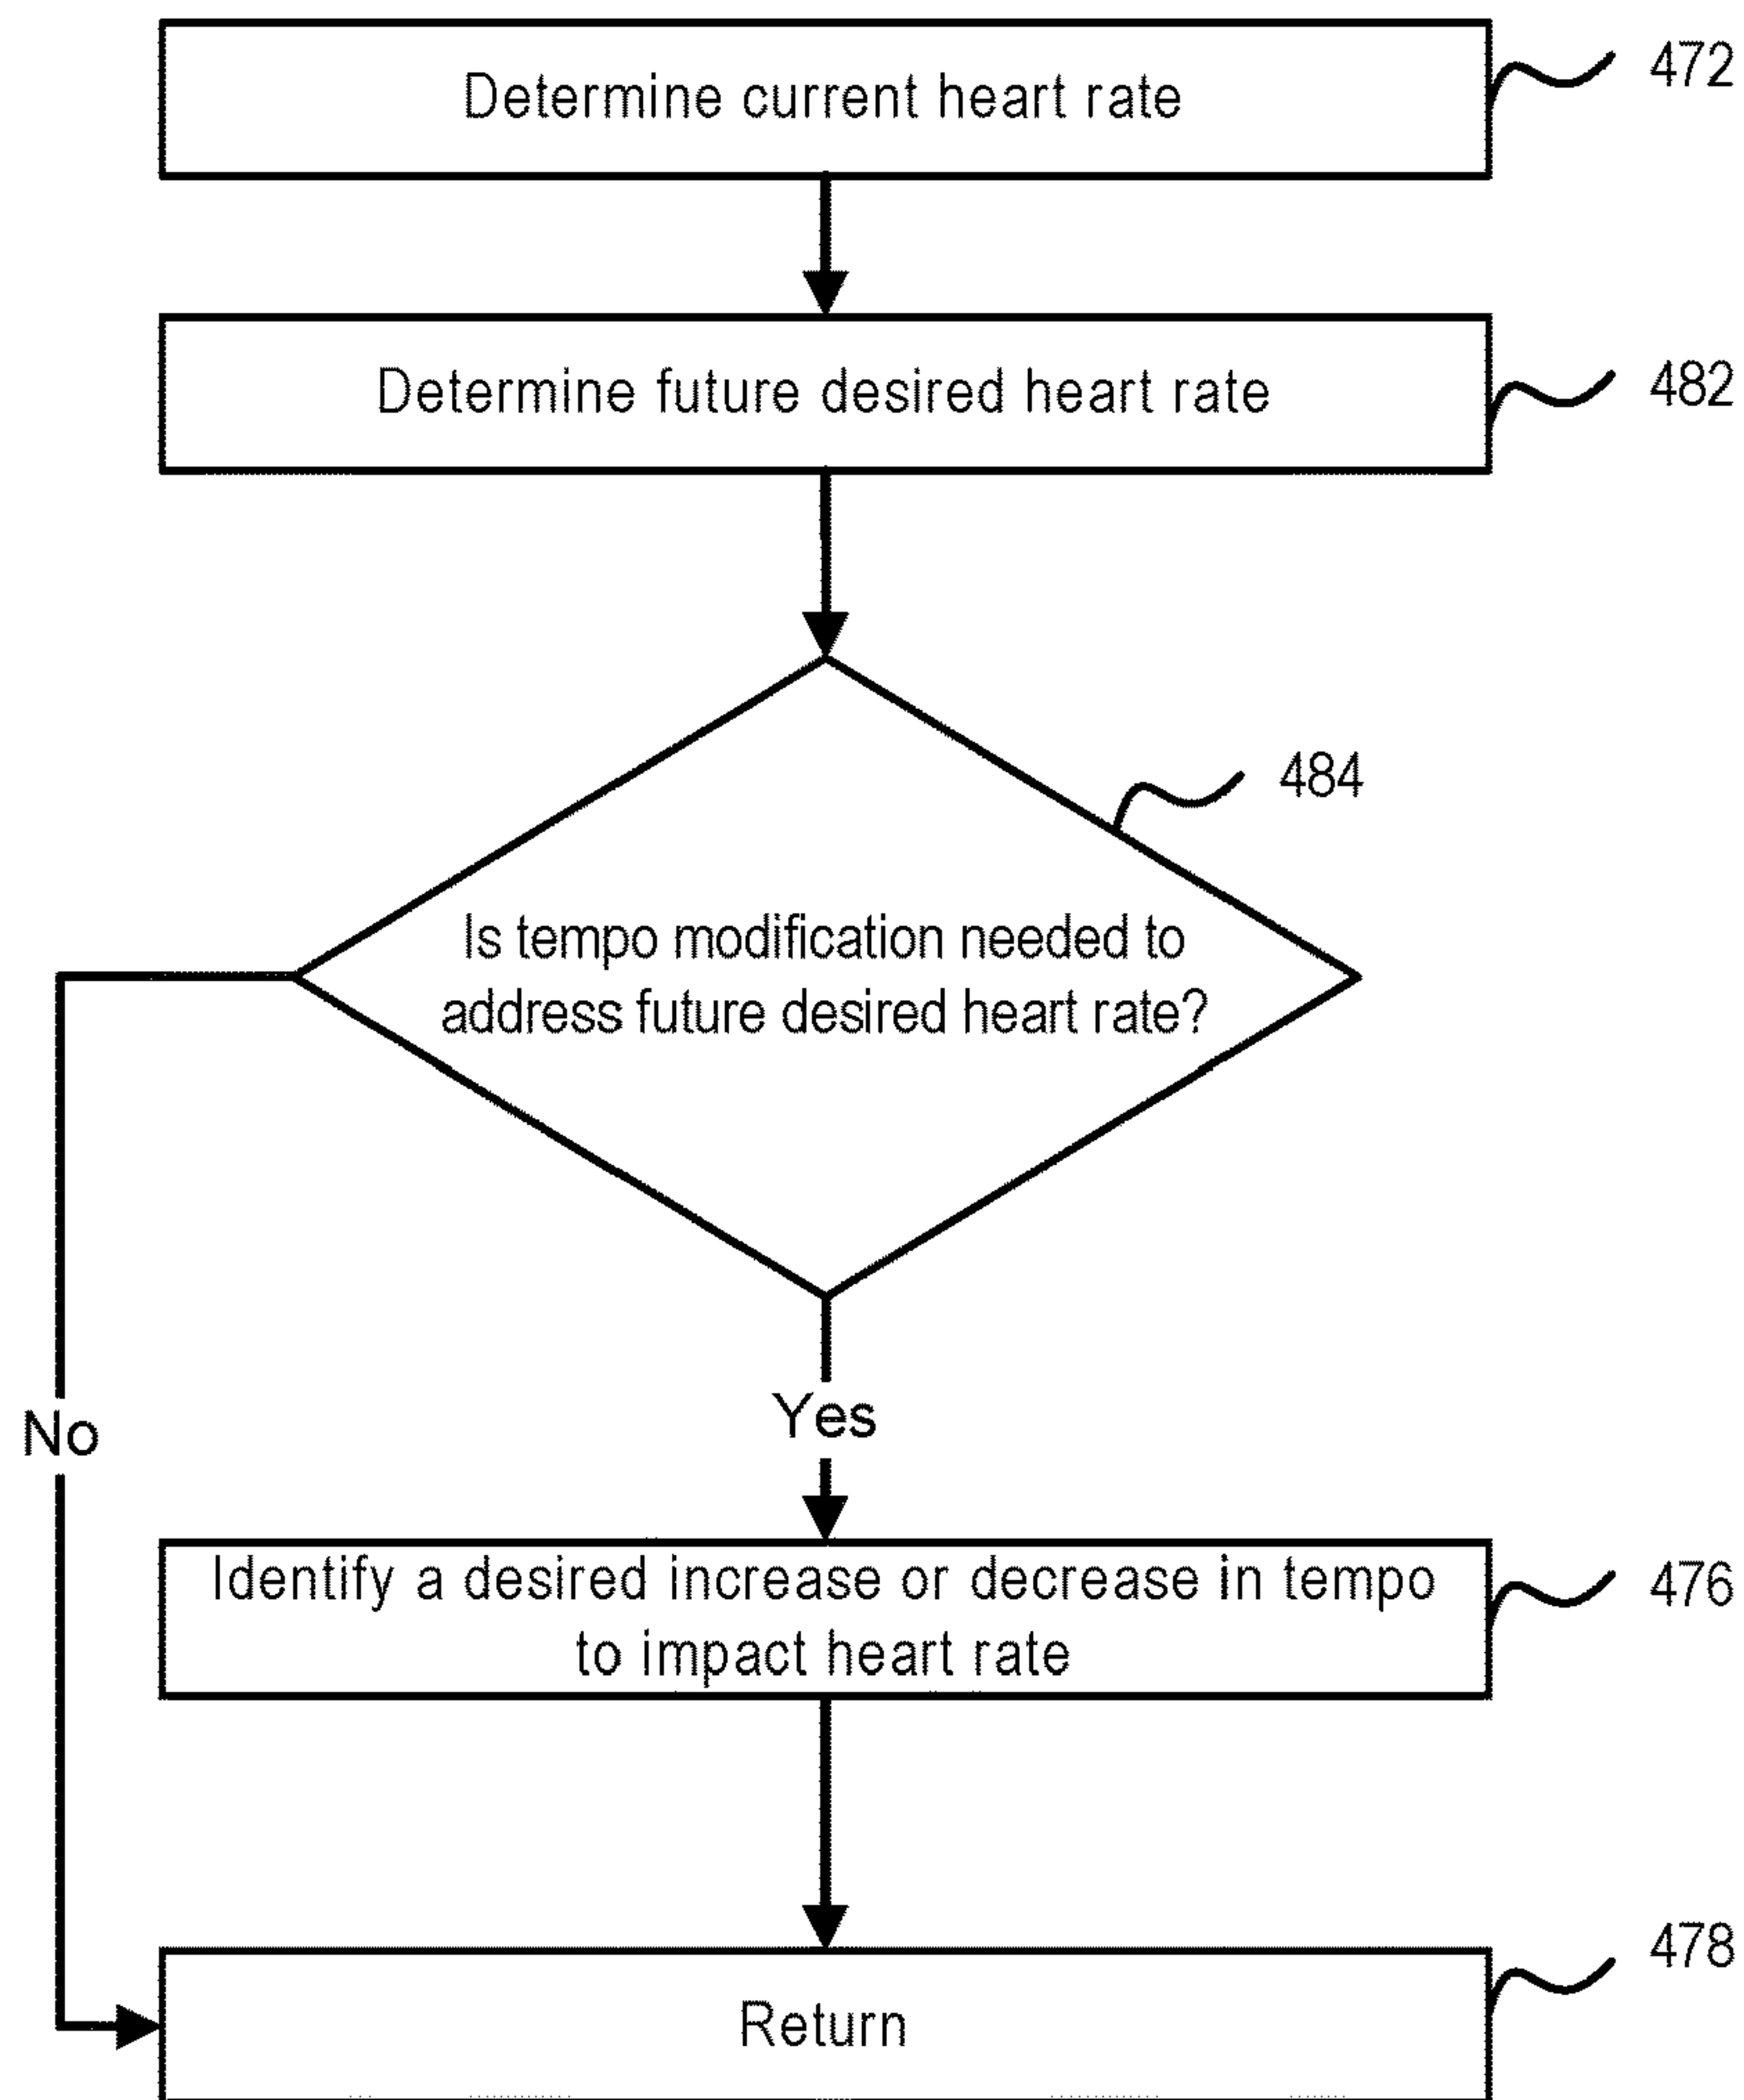 Determine current heart rate
472
Determine future desired heart rate
482
484
Is tempo modification needed to
address future desired heart rate?
No
Yes
Identify a desired increase or decrease in tempo
to impact heart rate
476
478
Return